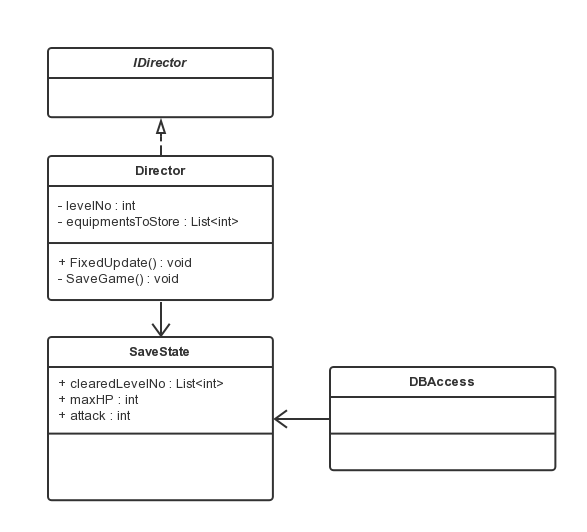 IDirector
Director
- levelNo : int
- equipmentsToStore : List<int>
+ FixedUpdate() : void
- SaveGame() : void
SaveState
+ clearedLevelNo : List<int>
+ maxHP : int
+ attack : int
DBAccess